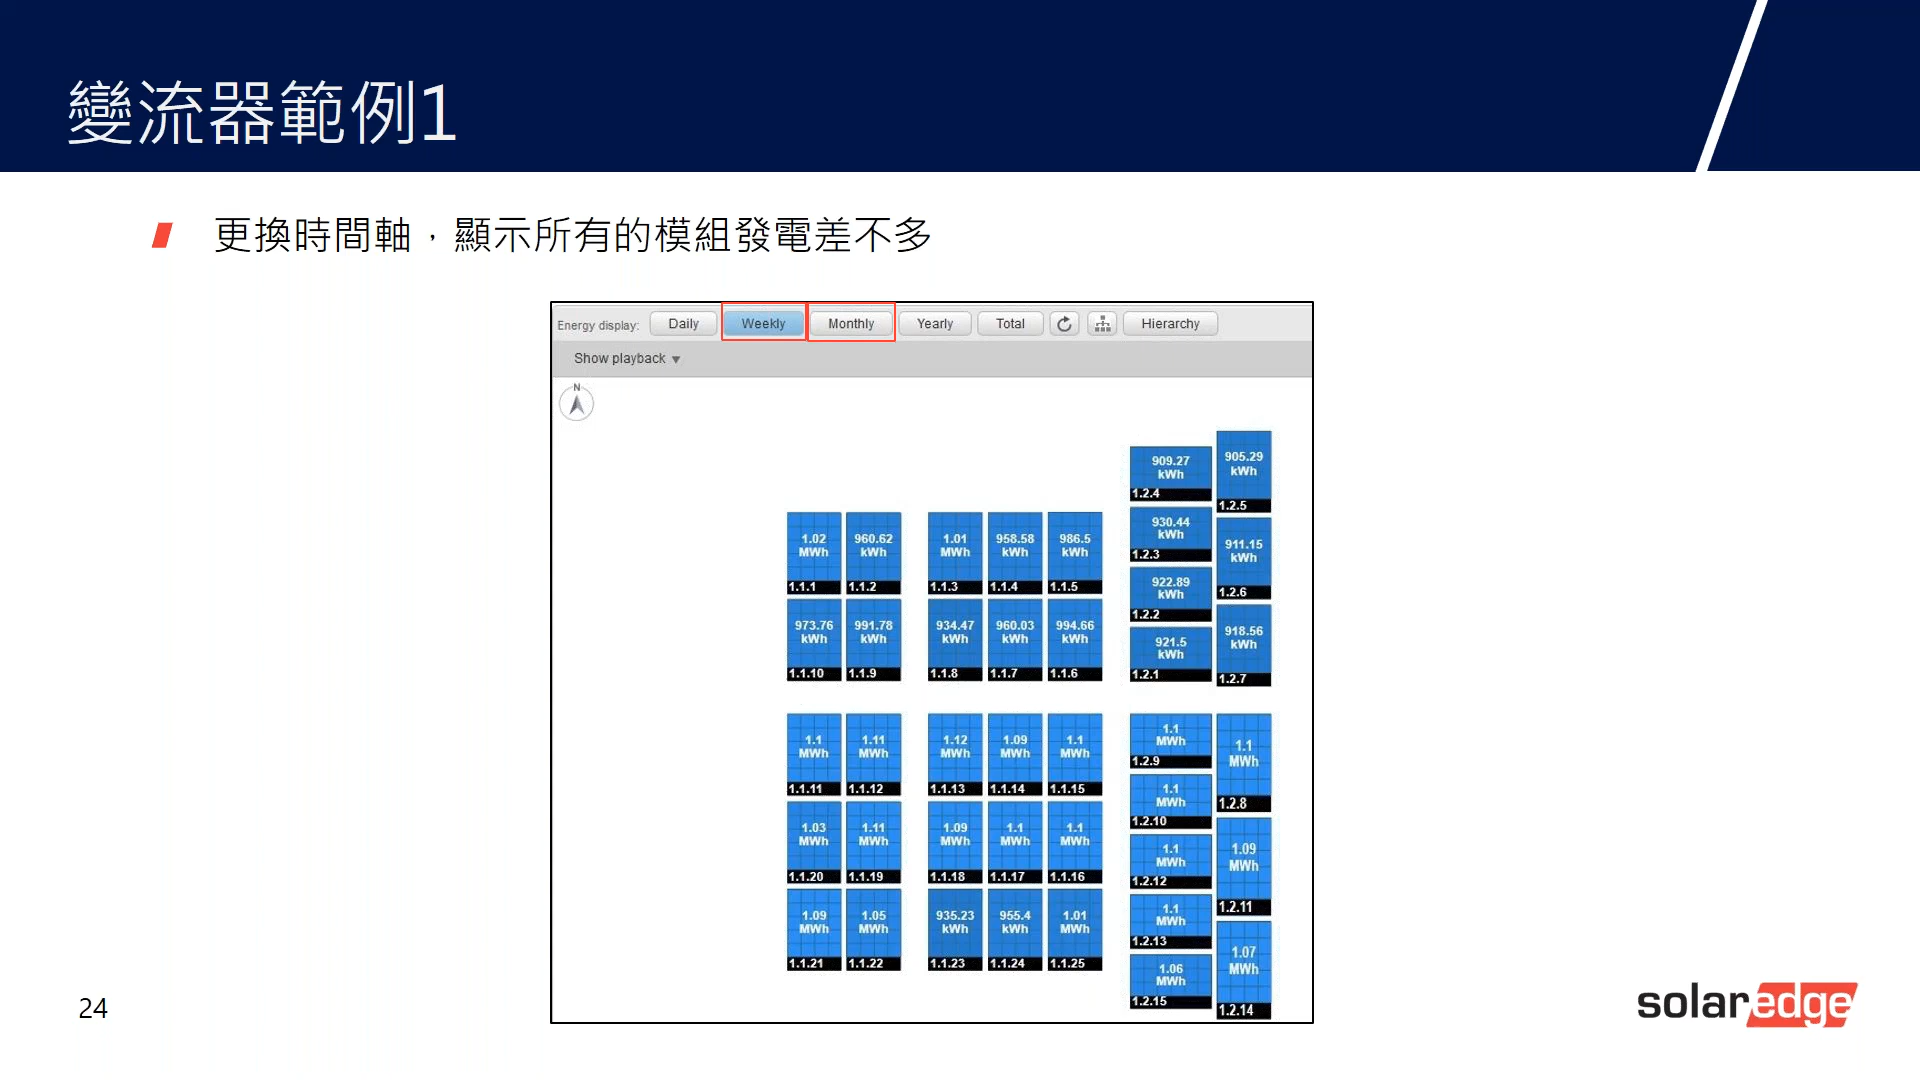 變流器範例1
更換時間軸，顯示所有的模組發電差不多
Energy display: Daily Weekly Monthly Yearly Total Hierarchy
Show playback
N
909.27 kWh 1.2.4
905.29 kWh 1.2.5
930.44 kWh 1.2.3
911.15 kWh 1.2.6
922.89 kWh 1.2.2
921.5 kWh 1.2.1
918.56 kWh 1.2.7
1.02 MWh 1.1.1
960.62 kWh 1.1.2
1.01 MWh 1.1.3
958.58 kWh 1.1.4
986.5 kWh 1.1.5
973.76 kWh 1.1.10
991.78 kWh 1.1.9
934.47 kWh 1.1.8
960.03 kWh 1.1.7
994.66 kWh 1.1.6
1.1 MWh 1.1.11
1.11 MWh 1.1.12
1.12 MWh 1.1.13
1.09 MWh 1.1.14
1.1 MWh 1.1.15
1.1 MWh 1.2.9
1.1 MWh 1.2.8
1.03 MWh 1.1.20
1.11 MWh 1.1.19
1.09 MWh 1.1.18
1.1 MWh 1.1.17
1.1 MWh 1.1.16
1.1 MWh 1.2.10
1.1 MWh 1.2.12
1.09 MWh 1.2.11
1.09 MWh 1.1.21
1.05 MWh 1.1.22
935.23 kWh 1.1.23
955.4 kWh 1.1.24
1.01 MWh 1.1.25
1.1 MWh 1.2.13
1.06 MWh 1.2.15
1.07 MWh 1.2.14
24
solaredge